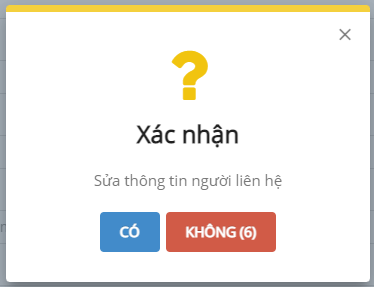 Xác nhận
Sửa thông tin người liên hệ
CÓ
KHÔNG (6)